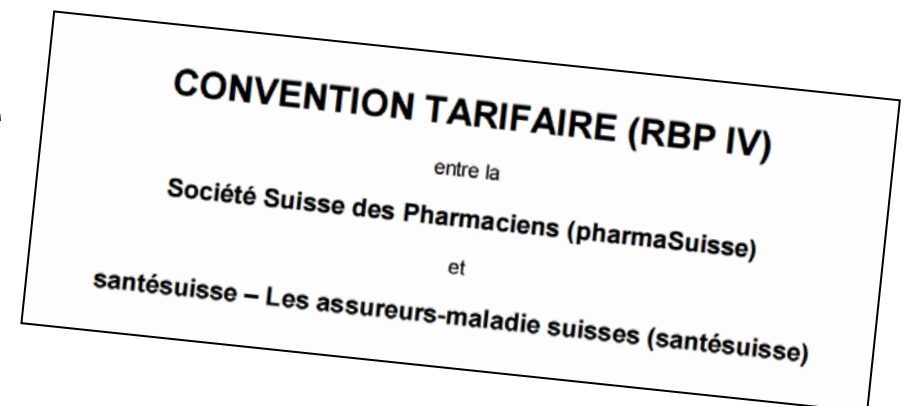 CONVENTION TARIFAIRE (RBP IV)
entre la
Société Suisse des Pharmaciens (pharmaSuisse)
et
santésuisse – Les assureurs-maladie suisses (santésuisse)